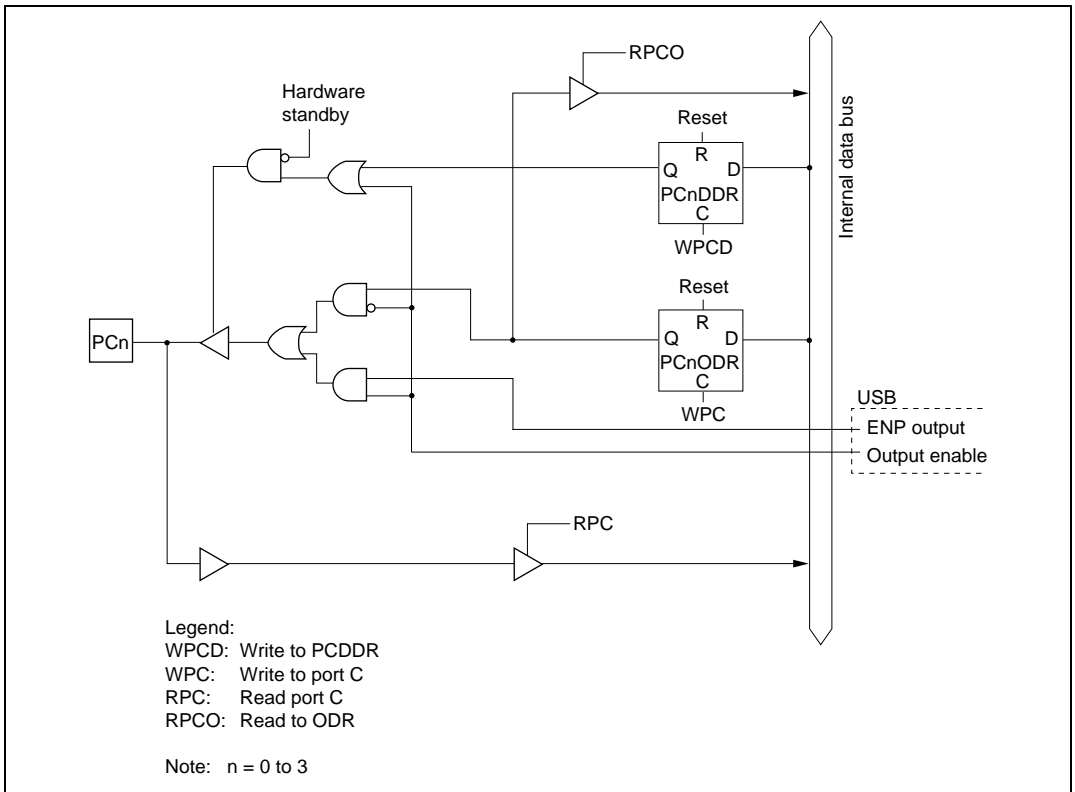 RPCO
Hardware
standby
Reset
R
Q D
PCnDDR
C
WPCD
Internal data bus
Reset
R
Q D
PCnODR
C
WPC
PCn
USB
ENP output
Output enable
RPC
Legend:
WPCD: Write to PCDDR
WPC: Write to port C
RPC: Read port C
RPCO: Read to ODR
Note: n = 0 to 3